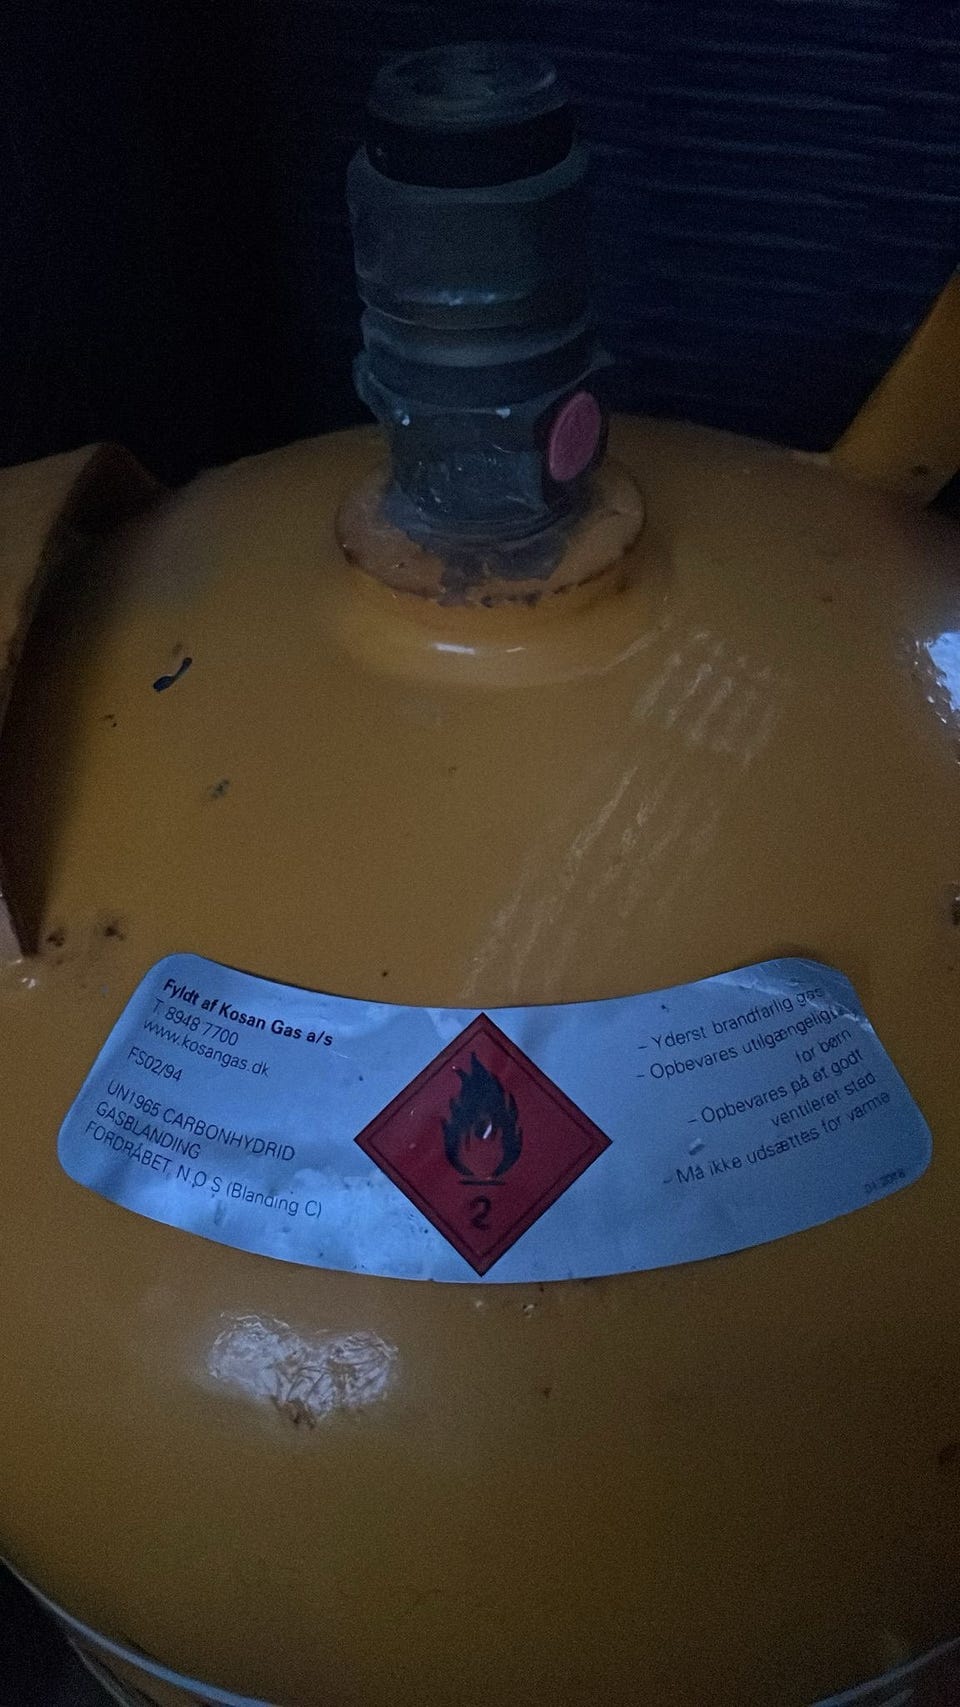 Fyldt af Kosan Gas a/s
T. 8948 7700
www.kosangas.dk
FS02/94
UN1965 CARBONHYDRID
GASBLANDING
FORDRÅBET, N.O S (Blanding C)
2
- Yderst brandfarlig gas
- Opbevares utilgængeligt
for børn
- Opbevares på et godt
ventileret sted
- Må ikke udsættes for varme